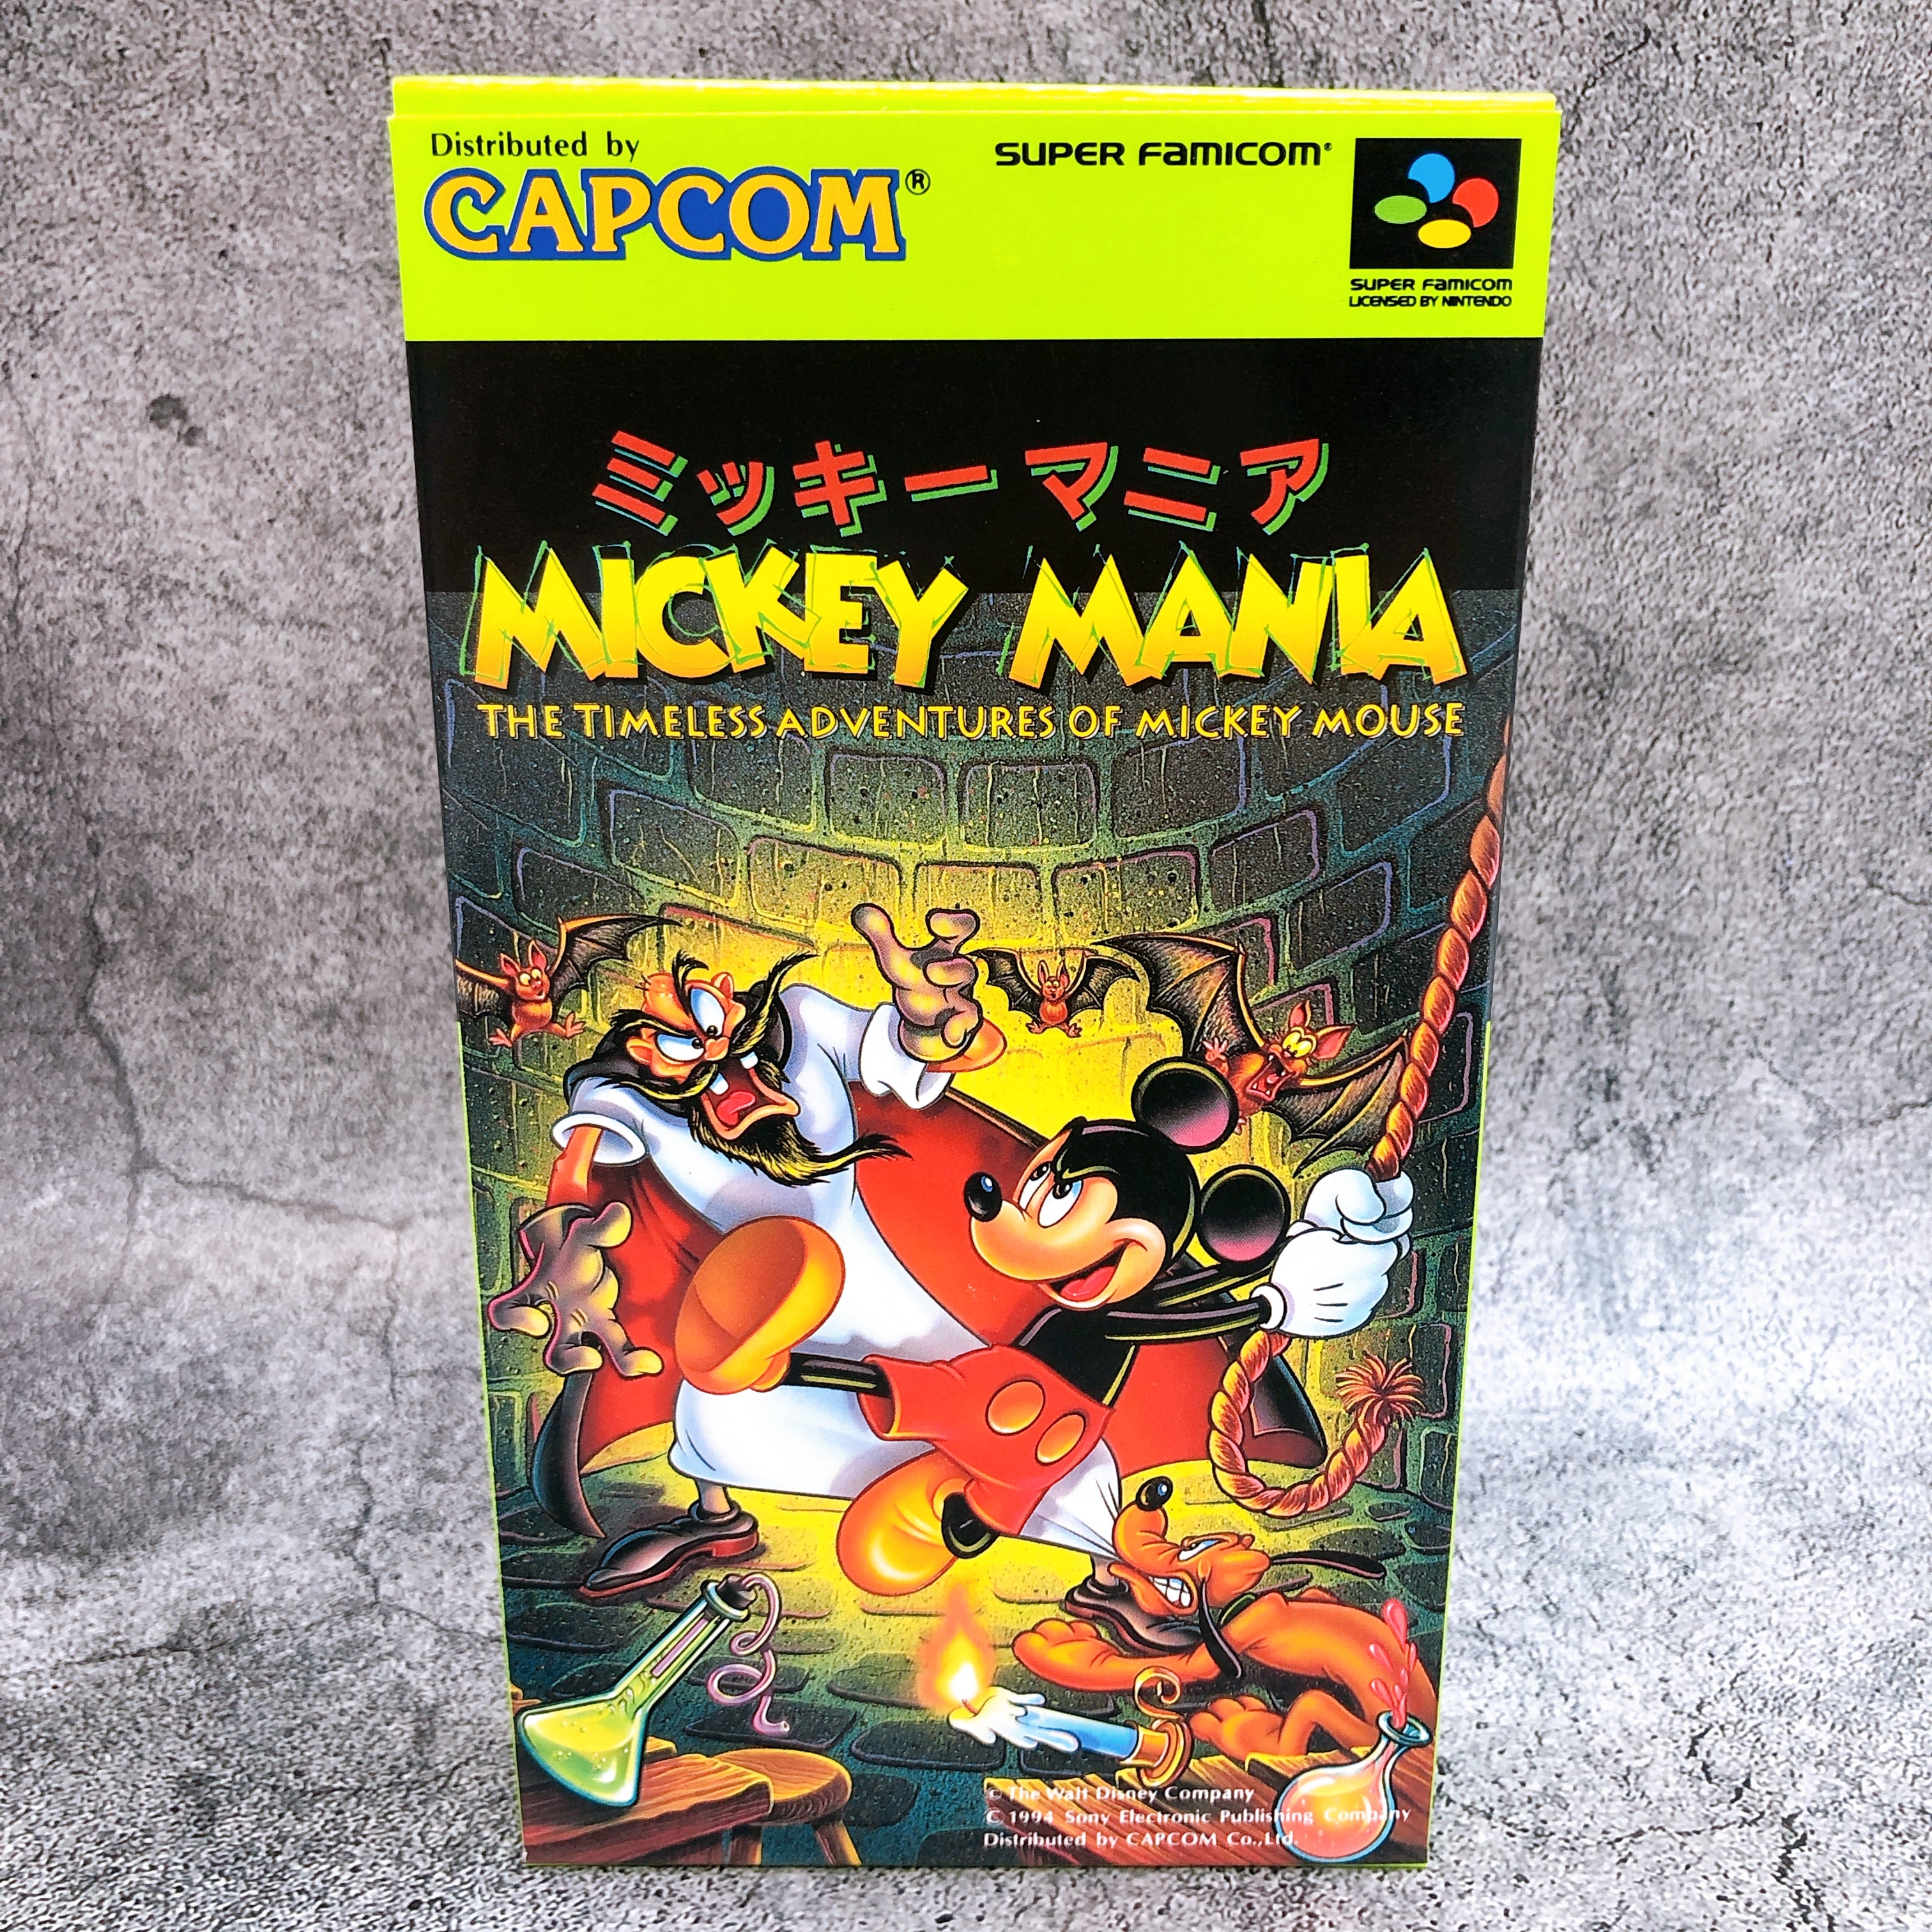 Distributed by
CAPCOM®
SUPER FAMICOM®
SUPER FAMICOM
LICENSED BY NINTENDO
ミッキーマニア
MICKEY MANIA
THE TIMELESS ADVENTURES OF MICKEY MOUSE
© The Walt Disney Company
© 1994 Sony Electronic Publishing Company
Distributed by CAPCOM Co.,Ltd.